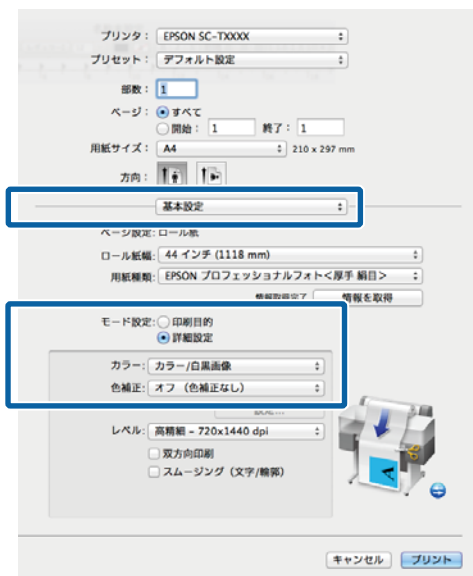 プリンタ： EPSON SC-TXXXX
プリセット： デフォルト設定
部数： 1
ページ： すべて
開始： 1 終了： 1
用紙サイズ： A4 210 x 297 mm
方向：
基本設定
ページ設定: ロール紙
ロール紙幅: 44 インチ (1118 mm)
用紙種類: EPSON プロフェッショナルフォト<厚手 絹目>
情報取得完了 情報を取得
モード設定: 印刷目的
詳細設定
カラー: カラー/白黒画像
色補正: オフ （色補正なし）
設定...
レベル: 高精細 – 720x1440 dpi
双方向印刷
スムージング（文字/輪郭）
A
キャンセル プリント